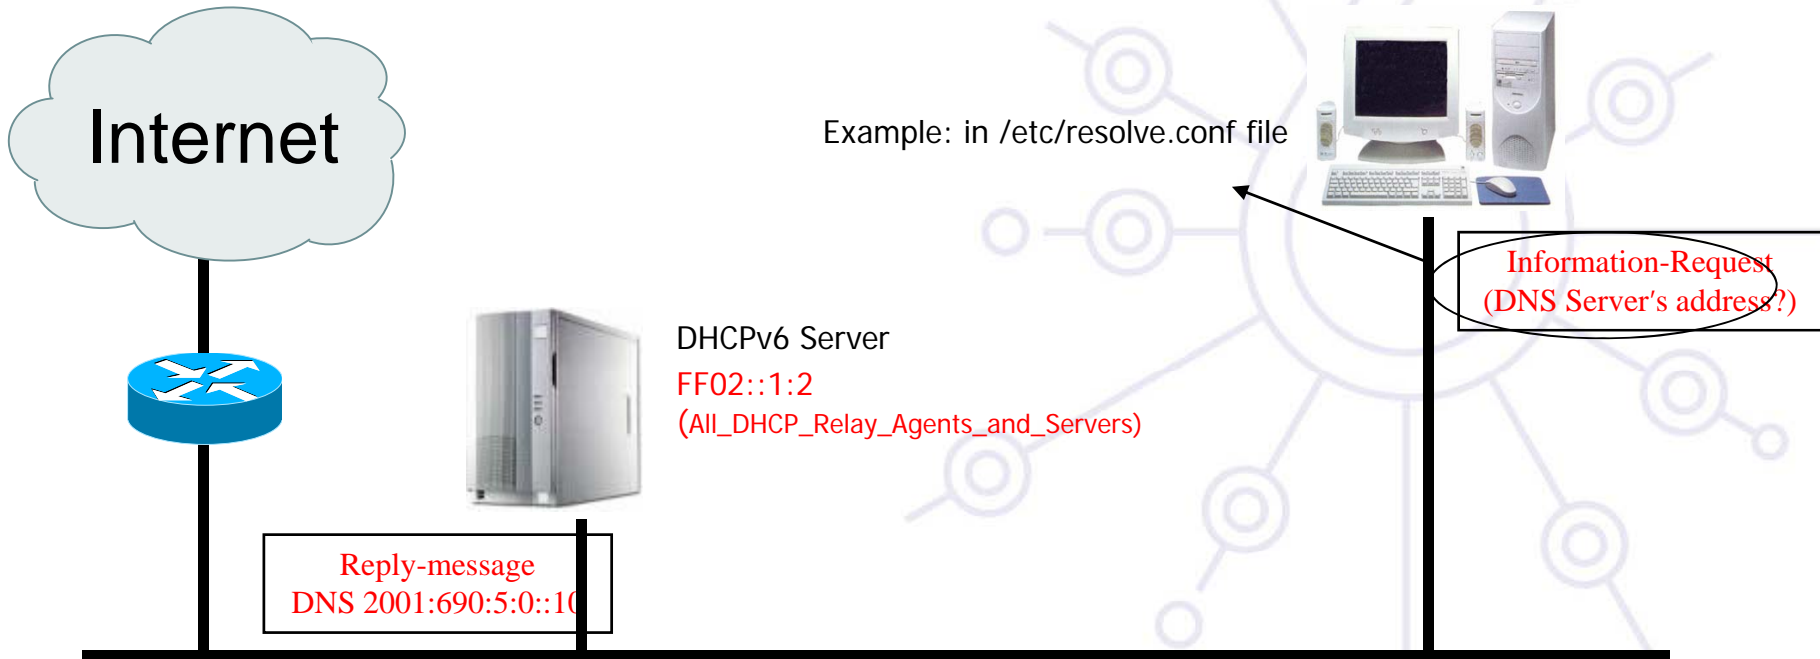 Internet
Example: in /etc/resolve.conf file
Information-Request
(DNS Server's address?)
DHCPv6 Server
FF02::1:2
(All_DHCP_Relay_Agents_and_Servers)
Reply-message
DNS 2001:690:5:0::10